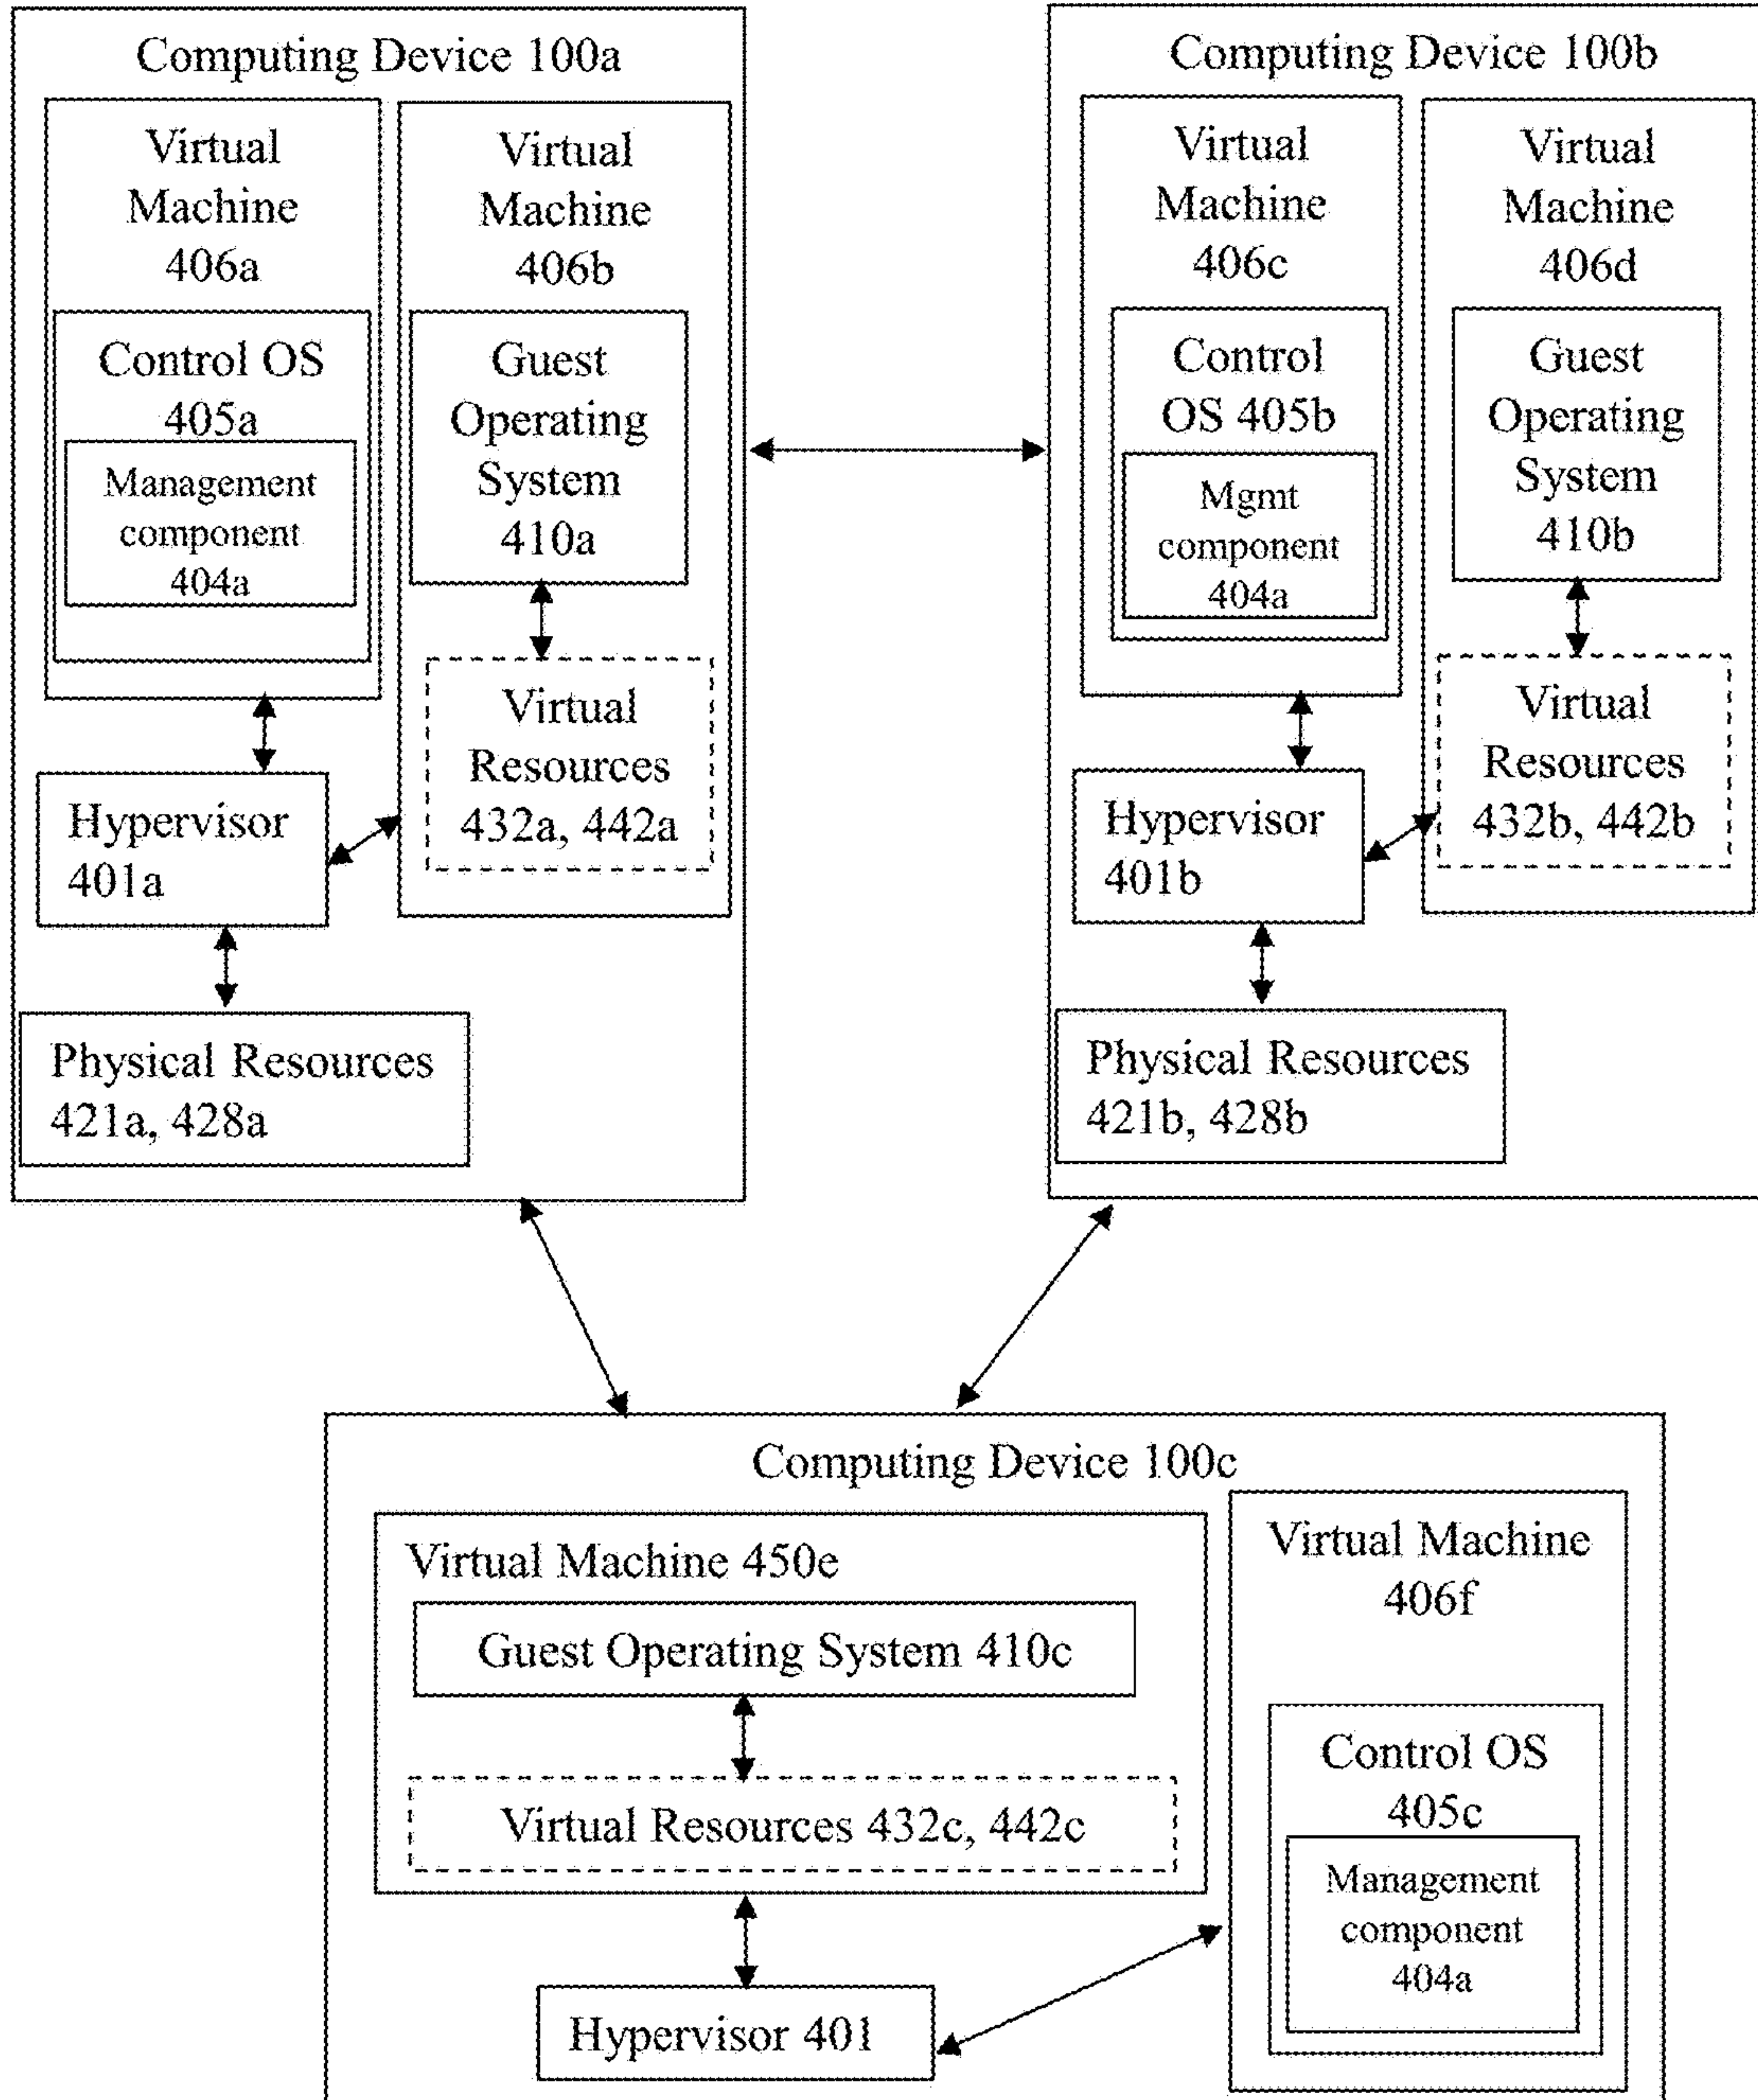 Computing Device 100a
Virtual
Machine
406a
Control OS
405a
Management
component
404a
Virtual
Machine
406b
Guest
Operating
System
410a
Virtual
Resources
432a, 442a
Hypervisor
401a
Physical Resources
421a, 428a
Computing Device 100b
Virtual
Machine
406c
Control
OS 405b
Mgmt
component
404a
Virtual
Machine
406d
Guest
Operating
System
410b
Virtual
Resources
432b, 442b
Hypervisor
401b
Physical Resources
421b, 428b
Computing Device 100c
Virtual Machine 450e
Guest Operating System 410c
Virtual Resources 432c, 442c
Hypervisor 401
Virtual Machine
406f
Control OS
405c
Management
component
404a